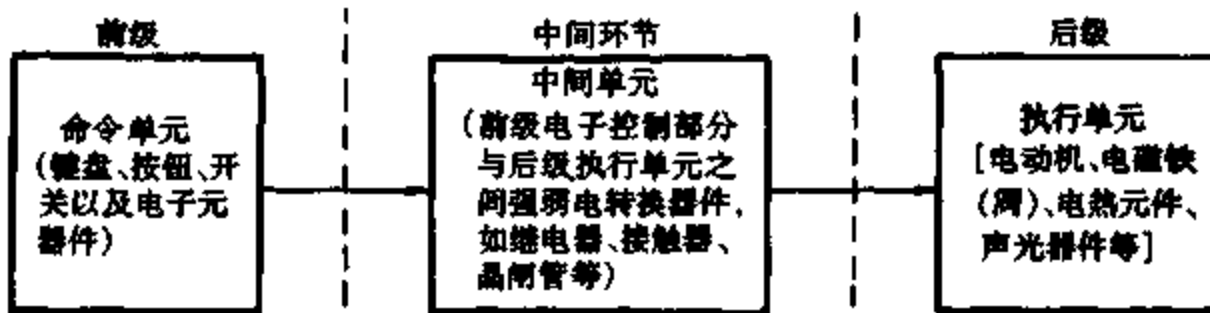 前级
命令单元
(键盘、按钮、开
关以及电子元
器件)
中间环节
中间单元
(前级电子控制部分
与后级执行单元之
间强弱电转换器件,
如继电器、接触器、
晶闸管等)
后级
执行单元
[电动机、电磁铁
(阀)、电热元件、
声光器件等]